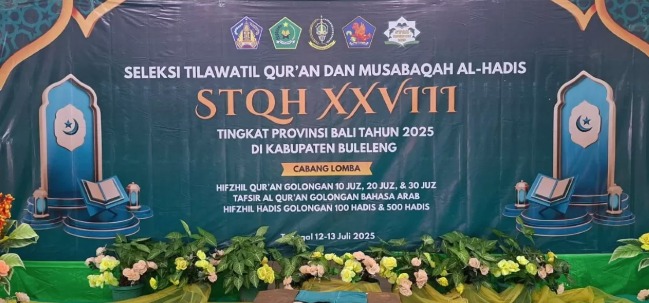 SELEKSI TILAWATIL QUR'AN DAN MUSABAQAH AL-HADIS
STQH XXVIII
TINGKAT PROVINSI BALI TAHUN 2025
DI KABUPATEN BULELENG
CABANG LOMBA
HIFZHIL QUR'AN GOLONGAN 10 JUZ, 20 JUZ, & 30 JUZ
TAFSIR AL QUR'AN GOLONGAN BAHASA ARAB
HIFZHIL HADIS GOLONGAN 100 HADIS & 500 HADIS
Tanggal 12-13 Juli 2025